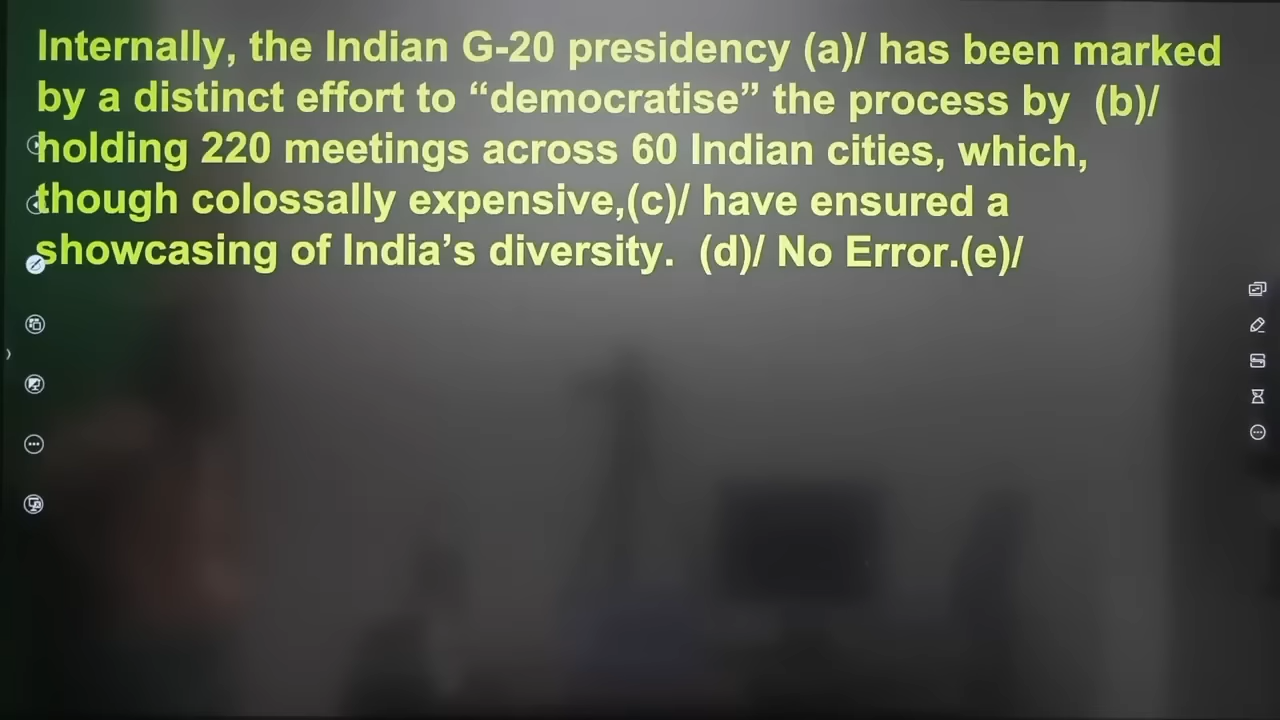 Internally, the Indian G-20 presidency (a)/ has been marked
by a distinct effort to “democratise” the process by (b)/
holding 220 meetings across 60 Indian cities, which,
though colossally expensive,(c)/ have ensured a
showcasing of India’s diversity. (d)/ No Error.(e)/